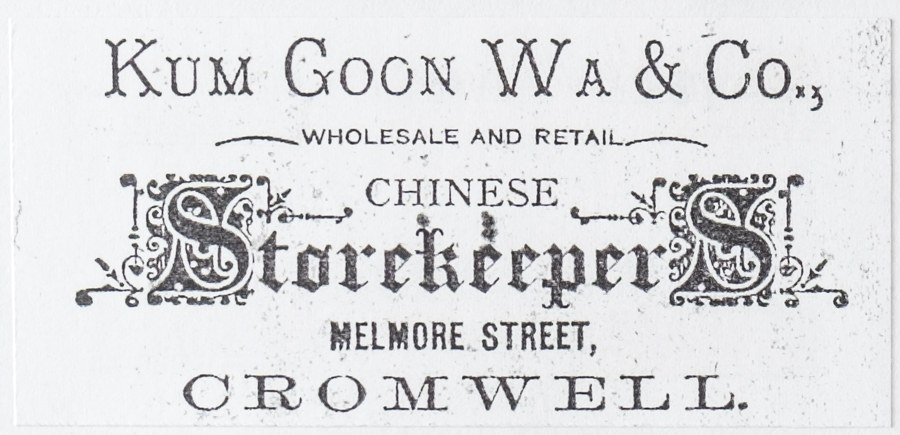 KUM GOON WA & CO.,
WHOLESALE AND RETAIL
CHINESE
StorekeeperS
MELMORE STREET,
CROMWELL.